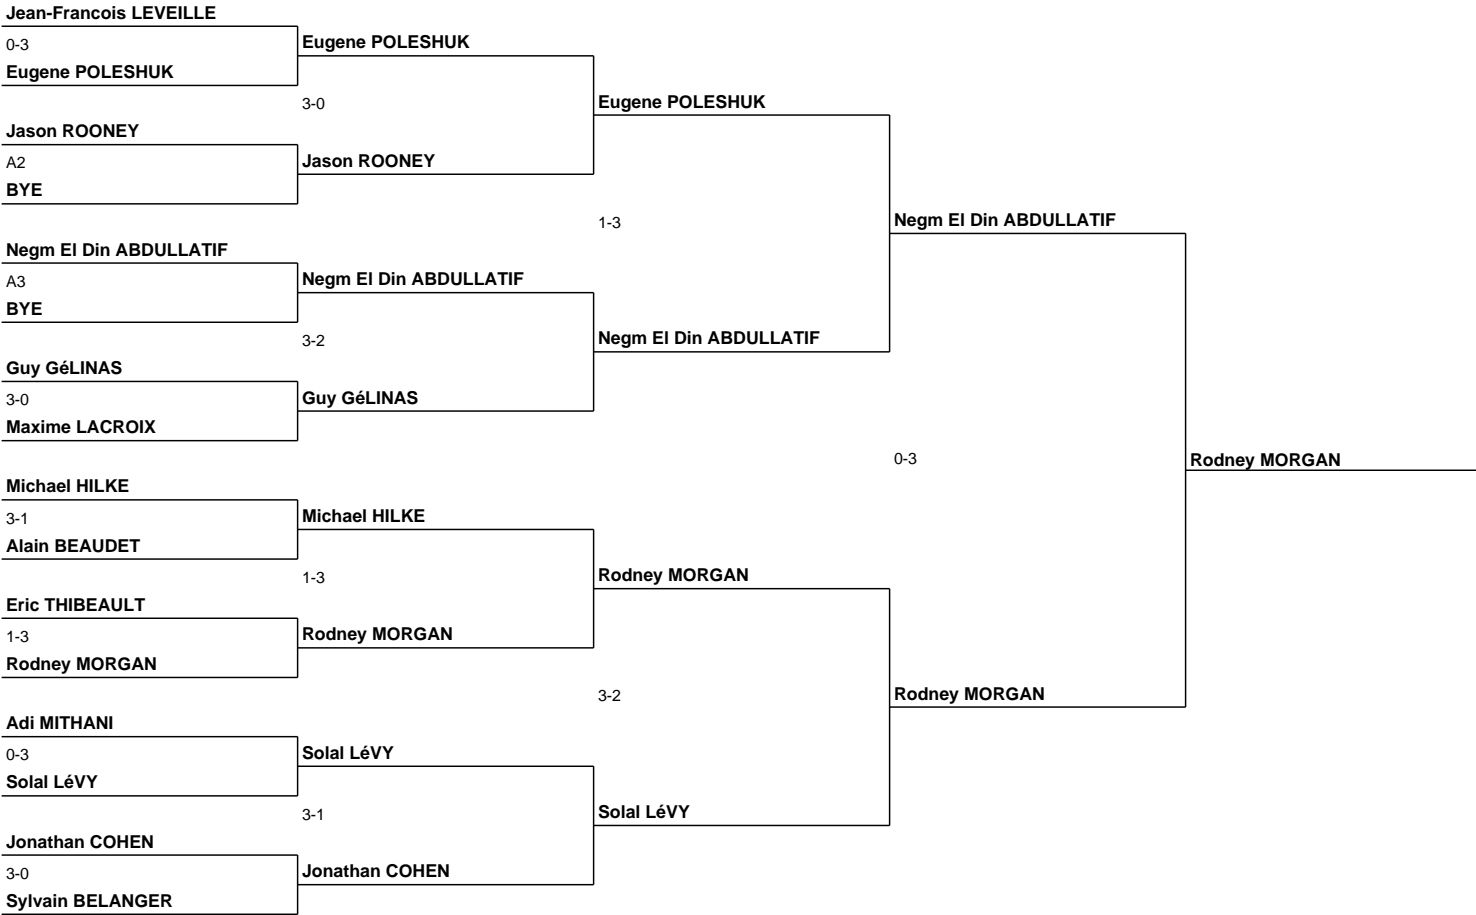 Jean-Francois LEVEILLE
0-3
Eugene POLESHUK
Jason ROONEY
A2
BYE
Negm El Din ABDULLATIF
A3
BYE
Guy GéLINAS
3-0
Maxime LACROIX
Michael HILKE
3-1
Alain BEAUDET
Eric THIBEAULT
1-3
Rodney MORGAN
Adi MITHANI
0-3
Solal LéVY
Jonathan COHEN
3-0
Sylvain BELANGER
Eugene POLESHUK
3-0
Jason ROONEY
Negm El Din ABDULLATIF
3-2
Guy GéLINAS
Michael HILKE
1-3
Rodney MORGAN
Solal LéVY
3-1
Jonathan COHEN
Eugene POLESHUK
1-3
Negm El Din ABDULLATIF
Rodney MORGAN
3-2
Solal LéVY
Negm El Din ABDULLATIF
0-3
Rodney MORGAN
Rodney MORGAN